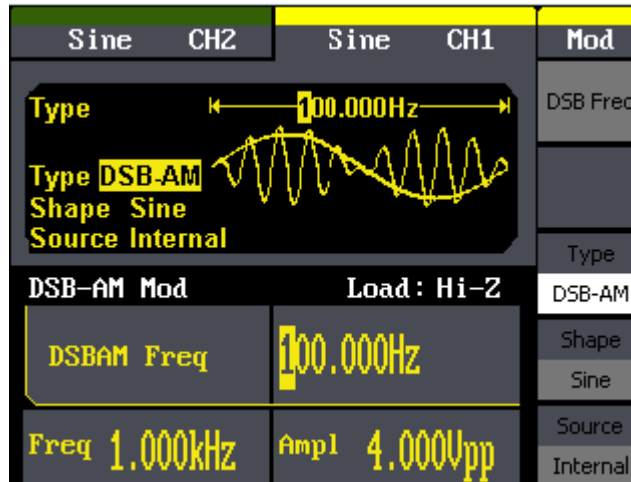 Sine CH2 Sine CH1 Mod
Type 100.000Hz
Type DSB-AM
Shape Sine
Source Internal
DSB-AM Mod Load: Hi-Z
DSBAM Freq 100.000Hz
Freq 1.000kHz Ampl 4.000Vpp
DSB Freq
Type
DSB-AM
Shape
Sine
Source
Internal